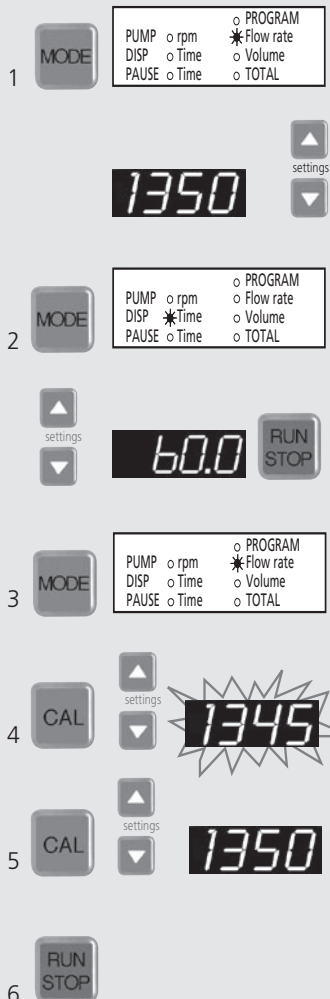 1 MODE
PROGRAM
PUMP rpm Flow rate
DISP Time Volume
PAUSE Time TOTAL
1350
settings
2 MODE
PROGRAM
PUMP rpm Flow rate
DISP Time Volume
PAUSE Time TOTAL
settings
60.0
RUN
STOP
3 MODE
PROGRAM
PUMP rpm Flow rate
DISP Time Volume
PAUSE Time TOTAL
4 CAL
settings
1345
5 CAL
settings
1350
6 RUN
STOP